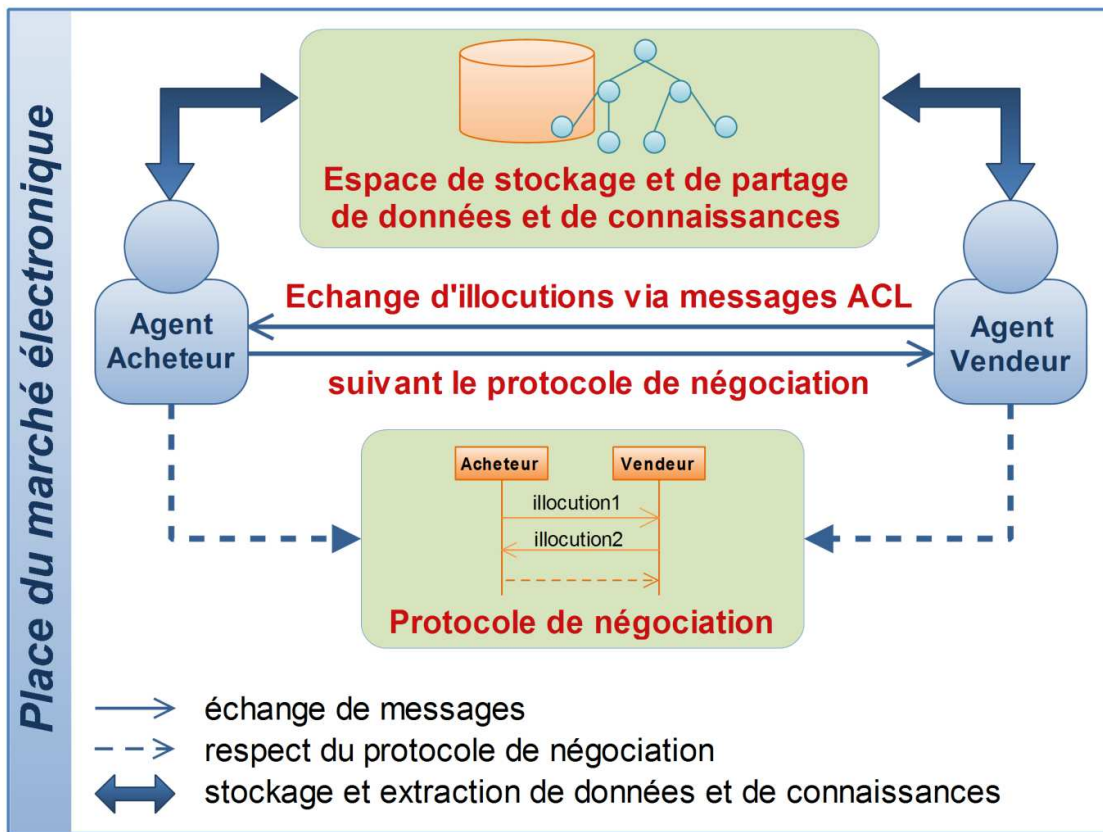 Place du marché électronique
Espace de stockage et de partage
de données et de connaissances
Echange d'illocutions via messages ACL
Agent
Acheteur
Agent
Vendeur
suivant le protocole de négociation
Acheteur
Vendeur
illocution1
illocution2
Protocole de négociation
échange de messages
respect du protocole de négociation
stockage et extraction de données et de connaissances